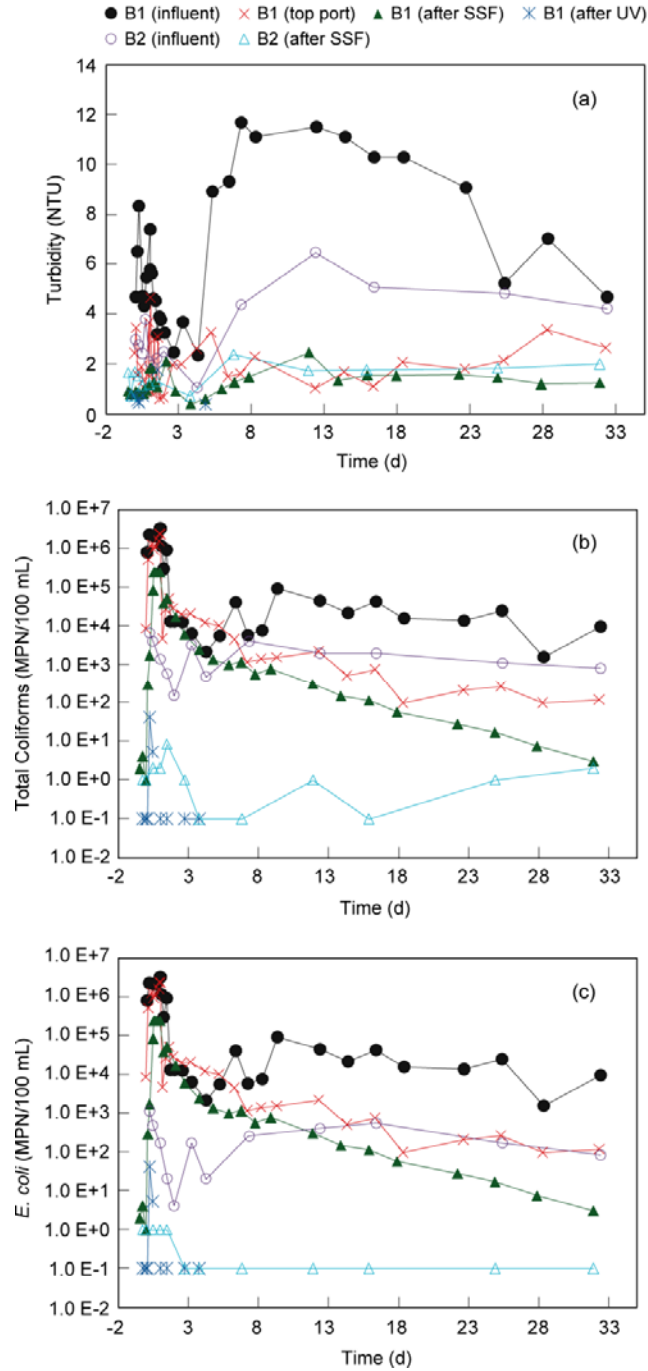 B1 (influent) B1 (top port) B1 (after SSF) B1 (after UV)
B2 (influent) B2 (after SSF)
(a)
Turbidity (NTU)
14
12
10
8
6
4
2
0
-2 3 8 13 18 23 28 33
Time (d)
(b)
Total Coliforms (MPN/100 mL)
1.0 E+7
1.0 E+6
1.0 E+5
1.0 E+4
1.0 E+3
1.0 E+2
1.0 E+1
1.0 E+0
1.0 E-1
1.0 E-2
-2 3 8 13 18 23 28 33
Time (d)
(c)
E. coli (MPN/100 mL)
1.0 E+7
1.0 E+6
1.0 E+5
1.0 E+4
1.0 E+3
1.0 E+2
1.0 E+1
1.0 E+0
1.0 E-1
1.0 E-2
-2 3 8 13 18 23 28 33
Time (d)